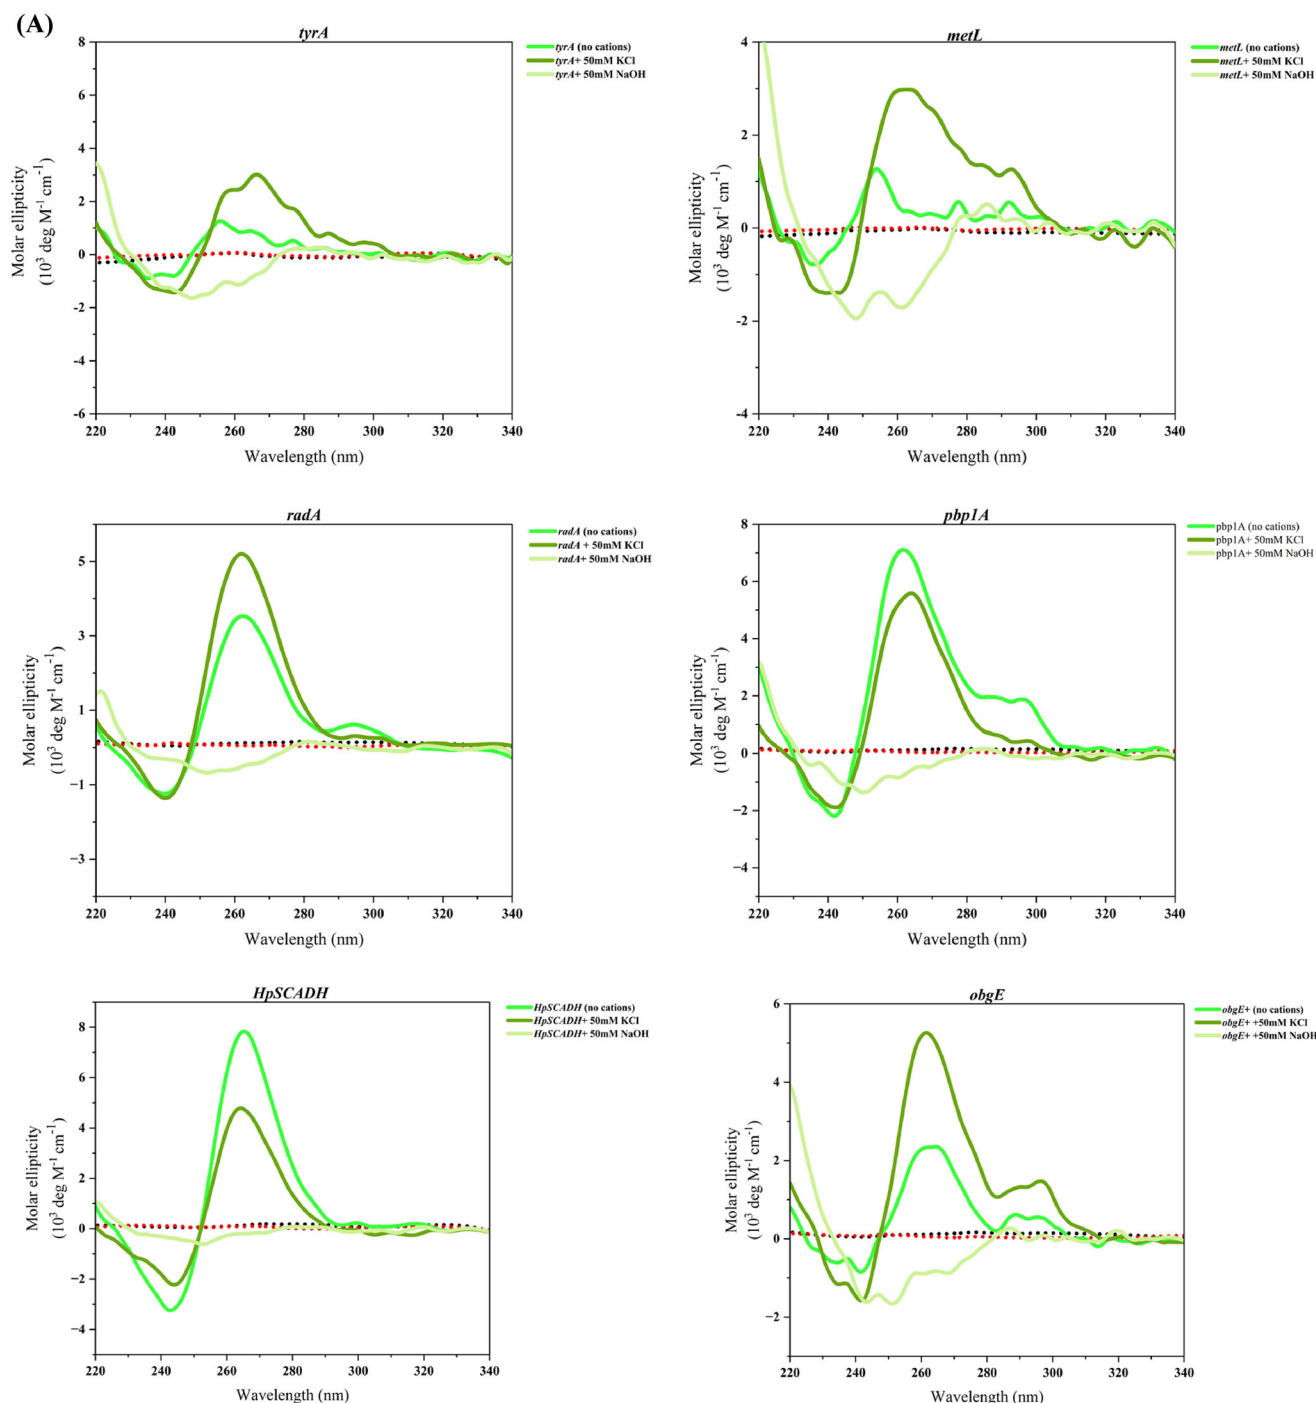 (A)
tyrA
tyrA (no cations)
tyrA+ 50mM KCl
tyrA+ 50mM NaOH
8
6
4
2
0
-2
-4
-6
220 240 260 280 300 320 340
Molar ellipticity
(10³ deg M⁻¹ cm⁻¹)
Wavelength (nm)
metL
metL (no cations)
metL+ 50mM KCl
metL+ 50mM NaOH
4
2
0
-2
-4
220 240 260 280 300 320 340
Molar ellipticity
(10³ deg M⁻¹ cm⁻¹)
Wavelength (nm)
radA
radA (no cations)
radA + 50mM KCl
radA+ 50mM NaOH
5
3
1
−1
−3
220 240 260 280 300 320 340
Molar ellipticity
(10³ deg M⁻¹ cm⁻¹)
Wavelength (nm)
pbp1A
pbp1A (no cations)
pbp1A+ 50mM KCl
pbp1A+ 50mM NaOH
8
6
4
2
0
−2
−4
220 240 260 280 300 320 340
Molar ellipticity
(10³ deg M⁻¹ cm⁻¹)
Wavelength (nm)
HpSCADH
HpSCADH (no cations)
HpSCADH+ 50mM KCl
HpSCADH+ 50mM NaOH
8
6
4
2
0
−2
−4
220 240 260 280 300 320 340
Molar ellipticity
(10³ deg M⁻¹ cm⁻¹)
Wavelength (nm)
obgE
obgE+ (no cations)
obgE+ +50mM KCl
obgE+ +50mM NaOH
6
4
2
0
−2
220 240 260 280 300 320 340
Molar ellipticity
(10³ deg M⁻¹ cm⁻¹)
Wavelength (nm)